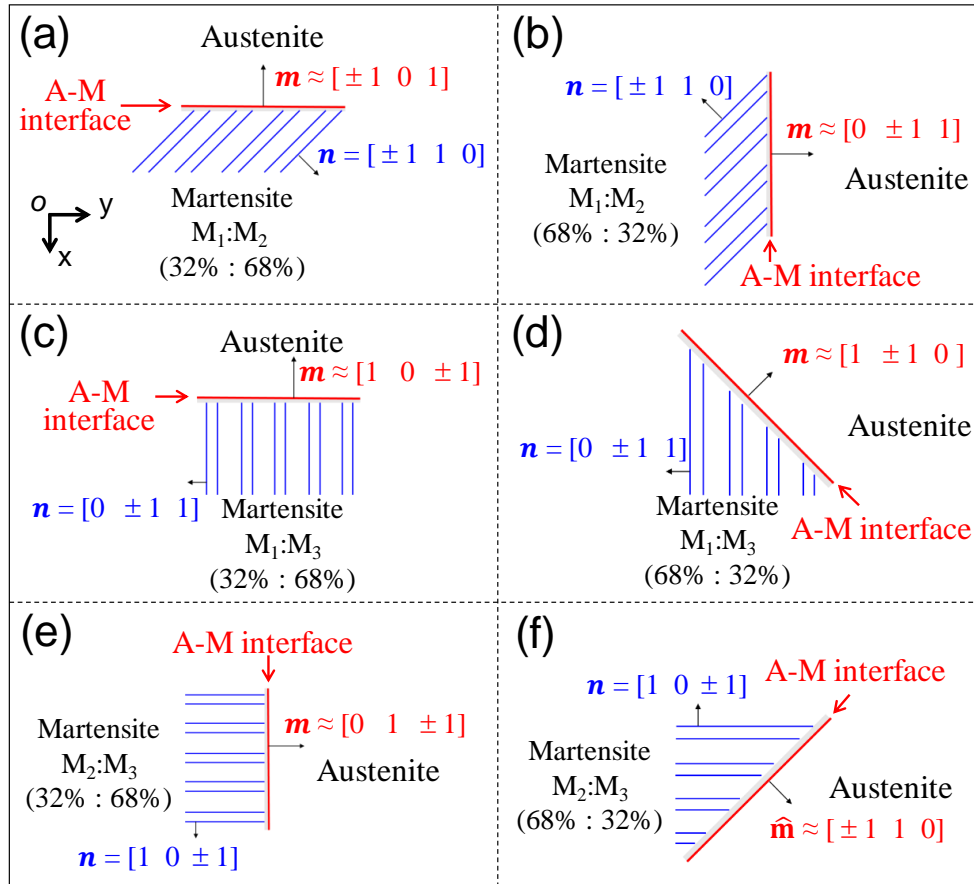 (a)
Austenite
m ≈ [ ± 1 0 1]
A-M
interface
n = [ ± 1 1 0]
Martensite
M₁:M₂
(32% : 68%)
o
y
x
(b)
n = [ ± 1 1 0]
m ≈ [0 ± 1 1]
Martensite
M₁:M₂
(68% : 32%)
Austenite
A-M interface
(c)
Austenite
m ≈ [1 0 ± 1]
A-M
interface
n = [0 ± 1 1]
Martensite
M₁:M₃
(32% : 68%)
(d)
m ≈ [1 ± 1 0 ]
Austenite
n = [0 ± 1 1]
Martensite
M₁:M₃
(68% : 32%)
A-M interface
(e)
A-M interface
Martensite
M₂:M₃
(32% : 68%)
m ≈ [0 1 ± 1]
Austenite
n = [1 0 ± 1]
(f)
A-M interface
n = [1 0 ± 1]
Martensite
M₂:M₃
(68% : 32%)
Austenite
m̂ ≈ [ ± 1 1 0]